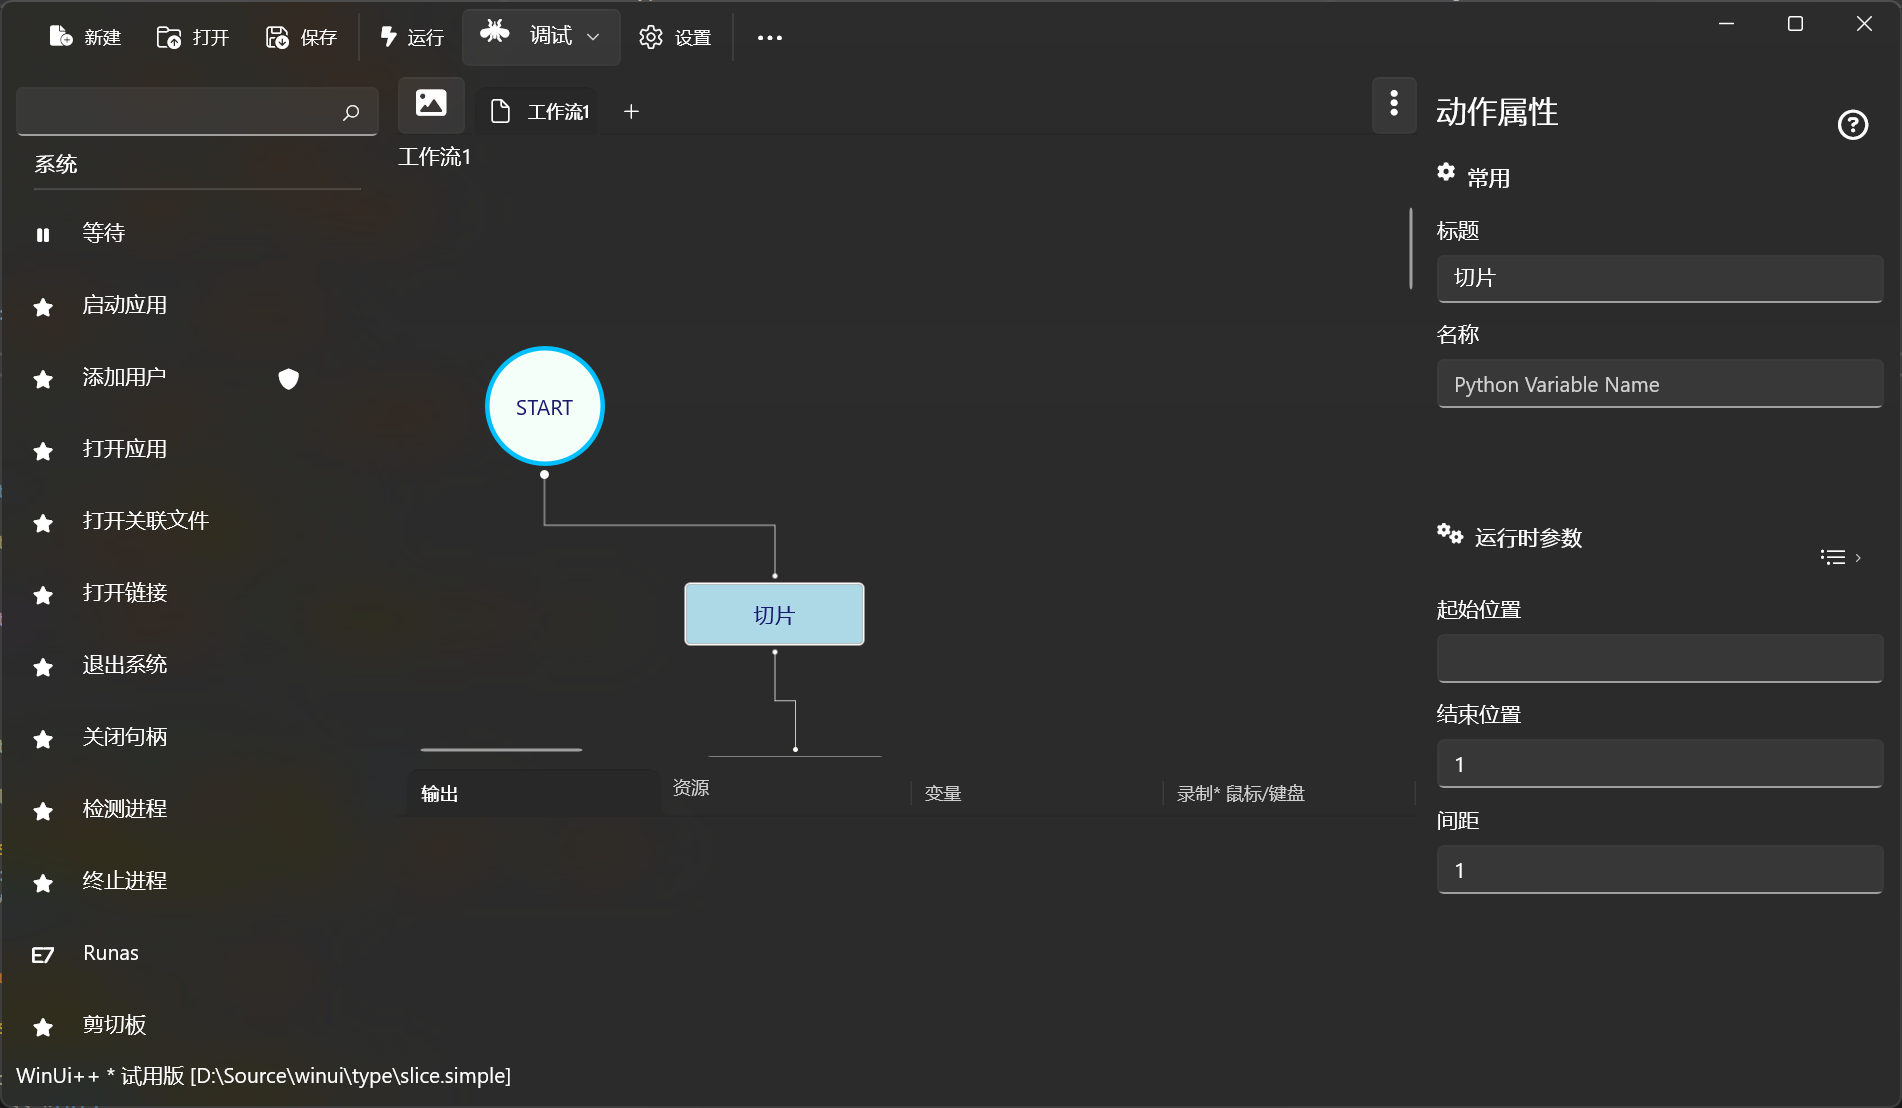 新建
打开
保存
运行
调试
设置
工作流1
工作流1
系统
等待
启动应用
添加用户
打开应用
打开关联文件
打开链接
退出系统
关闭句柄
检测进程
终止进程
Runas
剪切板
START
切片
输出
资源
变量
录制* 鼠标/键盘
动作属性
常用
标题
切片
名称
Python Variable Name
运行时参数
起始位置
结束位置
1
间距
1
WinUi++ * 试用版 [D:\Source\winui\type\slice.simple]